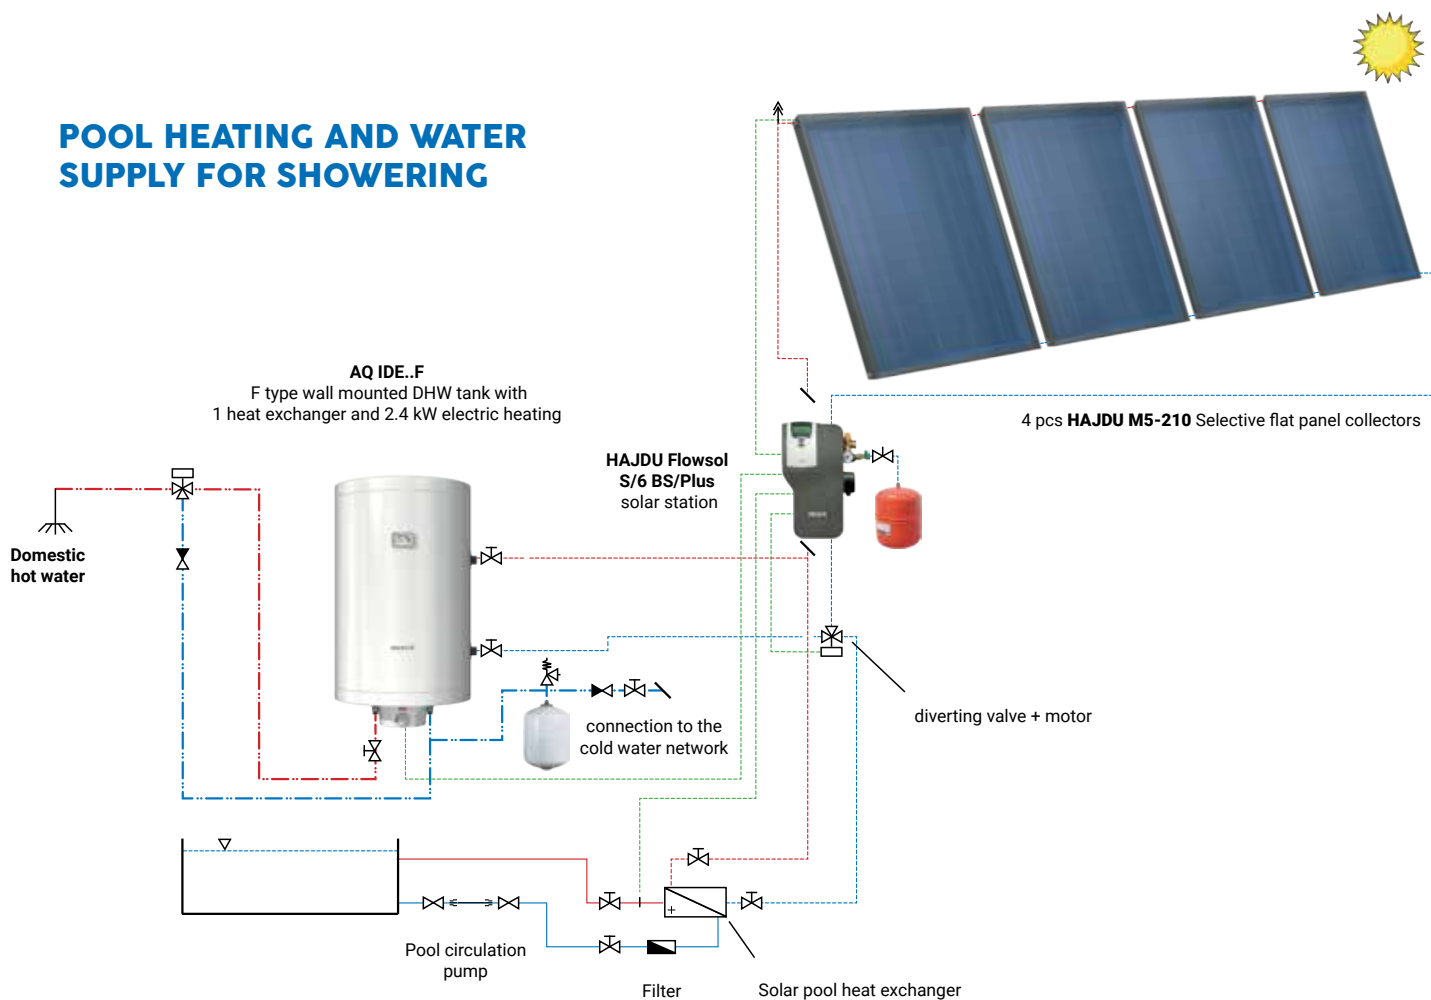 POOL HEATING AND WATER
SUPPLY FOR SHOWERING
AQ IDE..F
F type wall mounted DHW tank with
1 heat exchanger and 2.4 kW electric heating
4 pcs HAJDU M5-210 Selective flat panel collectors
HAJDU Flowsol
S/6 BS/Plus
solar station
Domestic
hot water
connection to the
cold water network
diverting valve + motor
Pool circulation
pump
Filter
Solar pool heat exchanger